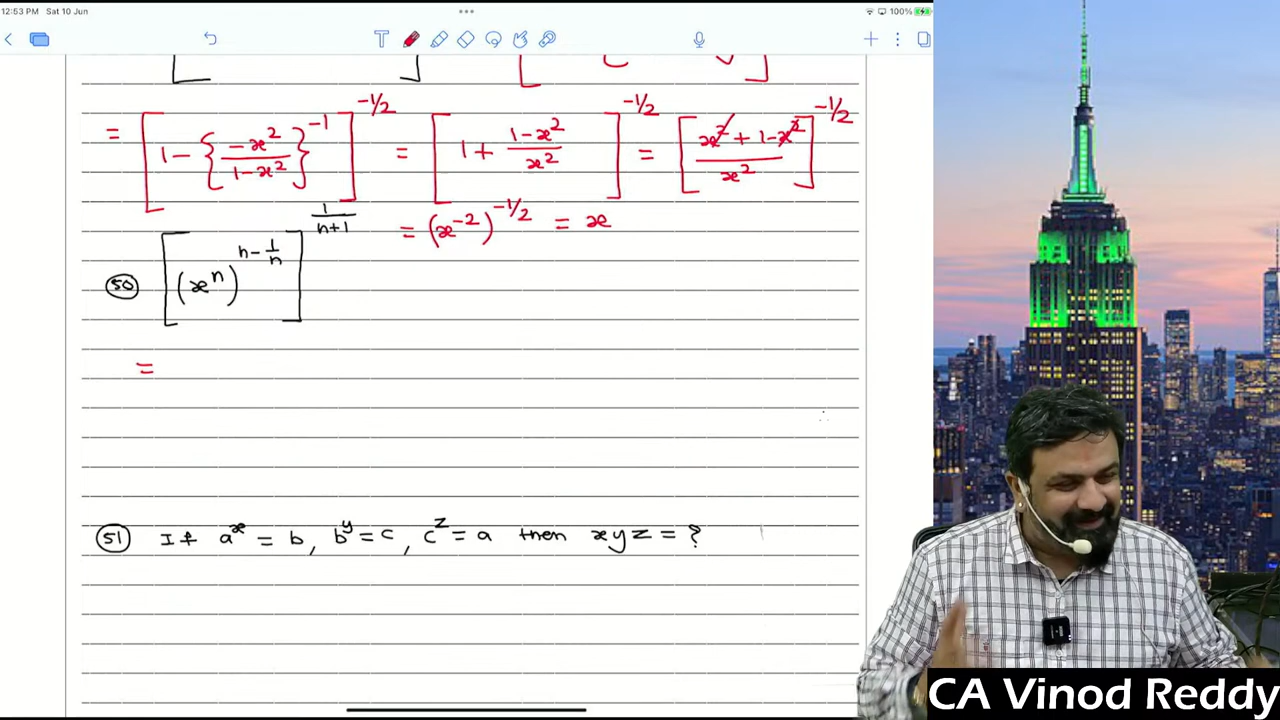 12:53 PM Sat 10 Jun
100%
= [1 - {-x²/1-x²}⁻¹]^-1/2 = [1 + 1-x²/x²]^-1/2 = [x² + 1-x²/x²]^-1/2
= (x⁻²)^-1/2 = x
50 [(xⁿ)^n-1/n]^1/n+1
=
51 If aˣ = b, bʸ = c, cᶻ = a then xyz = ?
CA Vinod Reddy